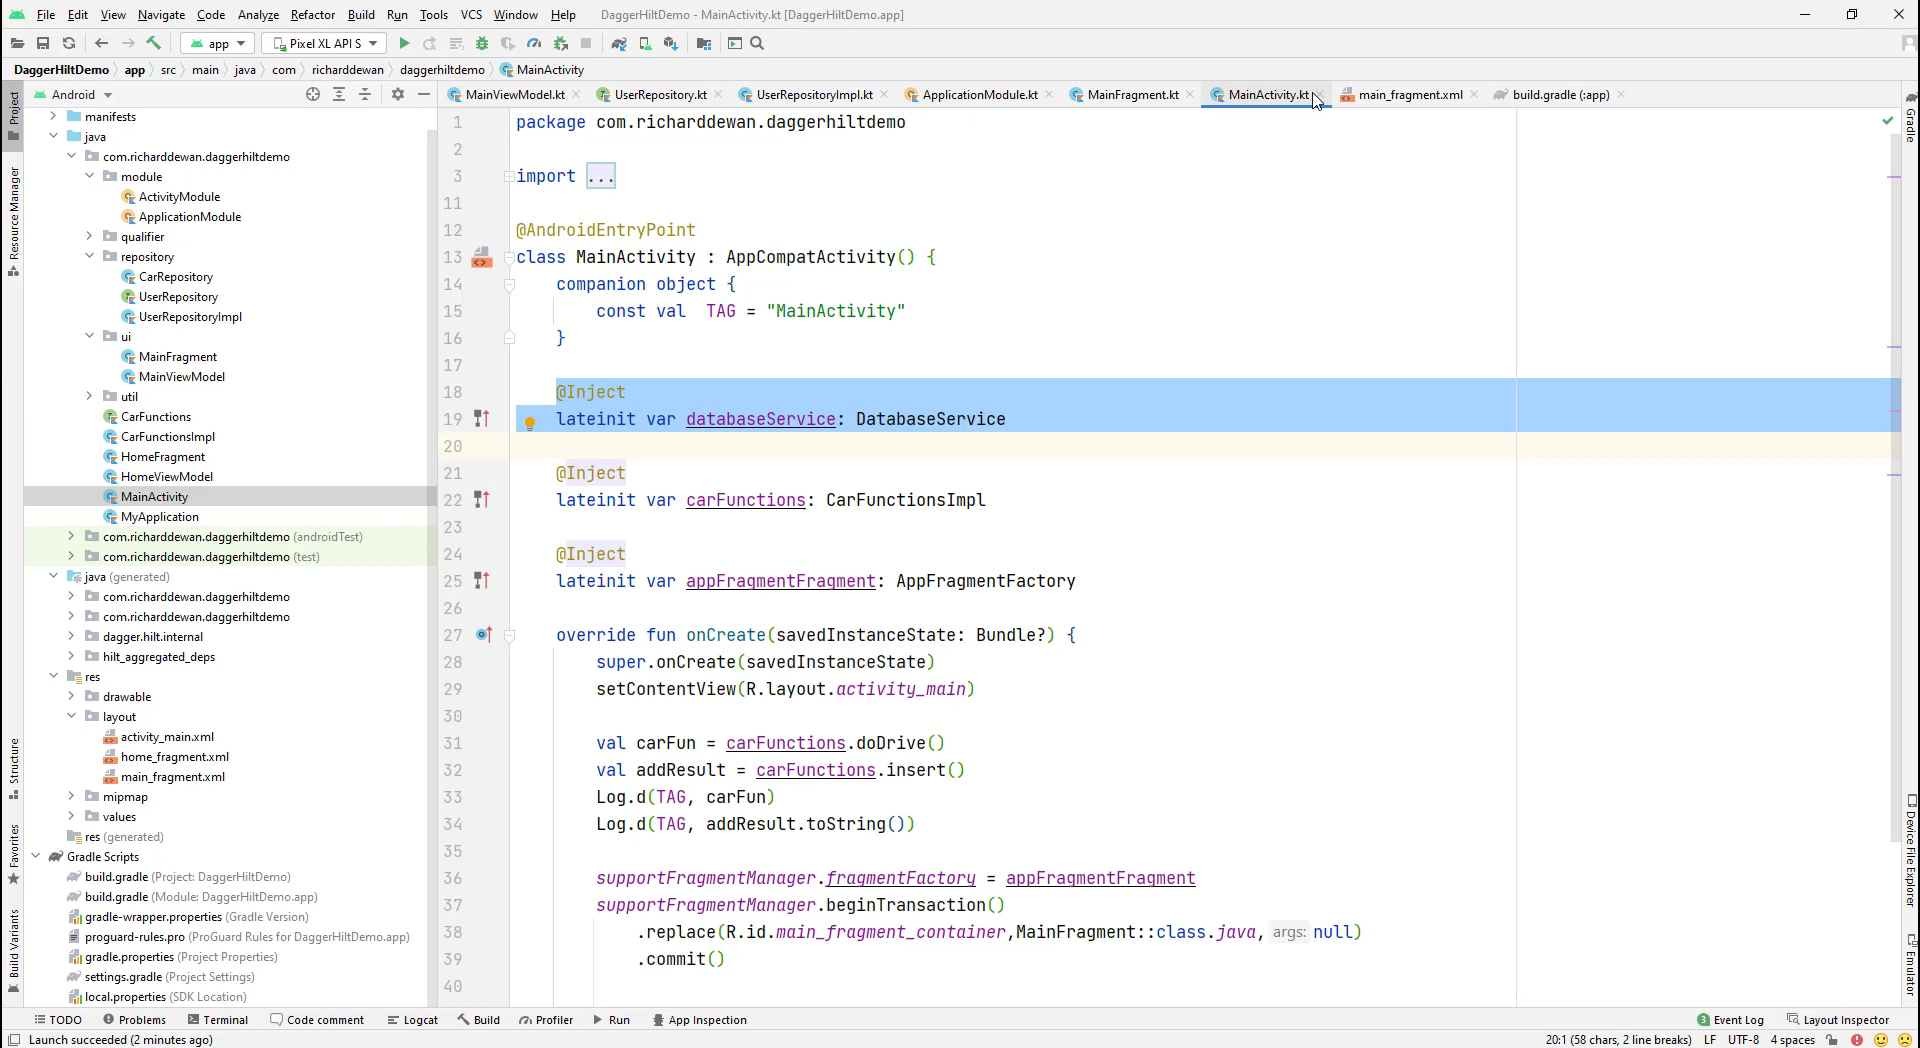 File Edit View Navigate Code Analyze Refactor Build Run Tools VCS Window Help DaggerHiltDemo - MainActivity.kt [DaggerHiltDemo.app]
app Pixel XL API S
DaggerHiltDemo app src main java com richarddewan daggerhiltdemo MainActivity
Android
MainViewModel.kt UserRepository.kt UserRepositoryImpl.kt ApplicationModule.kt MainFragment.kt MainActivity.kt main_fragment.xml build.gradle (:app)
Project
Resource Manager
Structure
Favorites
Build Variants
manifests
java
com.richarddewan.daggerhiltdemo
module
ActivityModule
ApplicationModule
qualifier
repository
CarRepository
UserRepository
UserRepositoryImpl
ui
MainFragment
MainViewModel
util
CarFunctions
CarFunctionsImpl
HomeFragment
HomeViewModel
MainActivity
MyApplication
com.richarddewan.daggerhiltdemo (androidTest)
com.richarddewan.daggerhiltdemo (test)
java (generated)
com.richarddewan.daggerhiltdemo
com.richarddewan.daggerhiltdemo
dagger.hilt.internal
hilt_aggregated_deps
res
drawable
layout
activity_main.xml
home_fragment.xml
main_fragment.xml
mipmap
values
res (generated)
Gradle Scripts
build.gradle (Project: DaggerHiltDemo)
build.gradle (Module: DaggerHiltDemo.app)
gradle-wrapper.properties (Gradle Version)
proguard-rules.pro (ProGuard Rules for DaggerHiltDemo.app)
gradle.properties (Project Properties)
settings.gradle (Project Settings)
local.properties (SDK Location)
1 package com.richarddewan.daggerhiltdemo
2
3 import ...
11
12 @AndroidEntryPoint
13 class MainActivity : AppCompatActivity() {
14 companion object {
15 const val TAG = "MainActivity"
16 }
17
18 @Inject
19 lateinit var databaseService: DatabaseService
20
21 @Inject
22 lateinit var carFunctions: CarFunctionsImpl
23
24 @Inject
25 lateinit var appFragmentFragment: AppFragmentFactory
26
27 override fun onCreate(savedInstanceState: Bundle?) {
28 super.onCreate(savedInstanceState)
29 setContentView(R.layout.activity_main)
30
31 val carFun = carFunctions.doDrive()
32 val addResult = carFunctions.insert()
33 Log.d(TAG, carFun)
34 Log.d(TAG, addResult.toString())
35
36 supportFragmentManager.fragmentFactory = appFragmentFragment
37 supportFragmentManager.beginTransaction()
38 .replace(R.id.main_fragment_container,MainFragment::class.java, args: null)
39 .commit()
40
Gradle
Device File Explorer
Emulator
TODO Problems Terminal Code comment Logcat Build Profiler Run App Inspection 3 Event Log Layout Inspector
Launch succeeded (2 minutes ago) 20:1 (58 chars, 2 line breaks) LF UTF-8 4 spaces